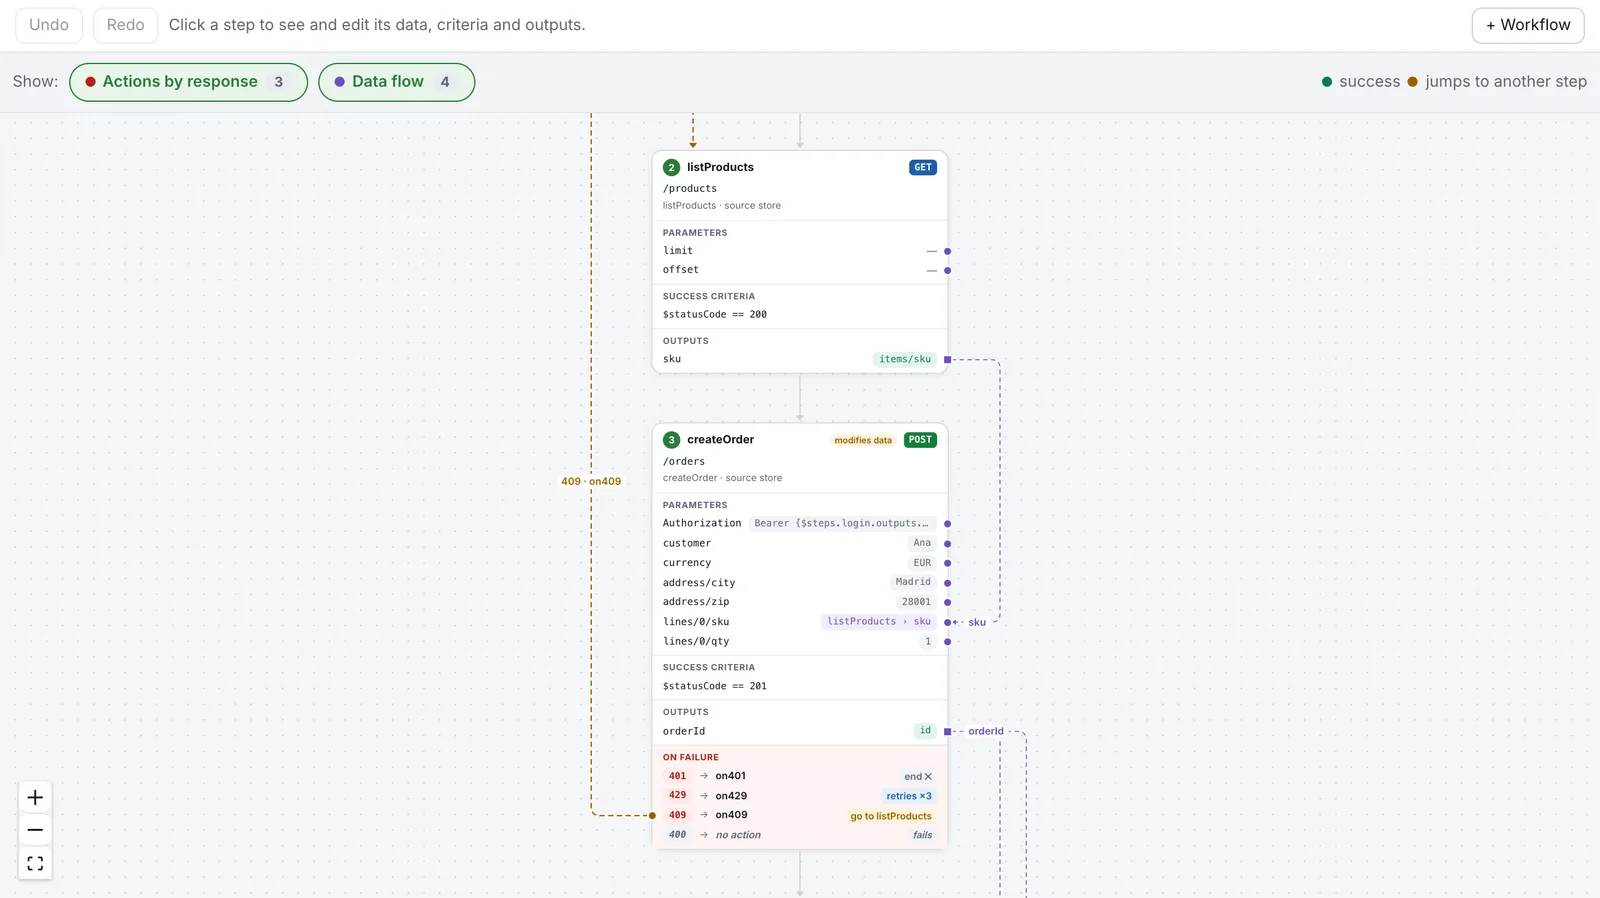 Undo Redo Click a step to see and edit its data, criteria and outputs. + Workflow
Show: Actions by response 3 Data flow 4 success jumps to another step
2 listProducts GET
/products
listProducts · source store
PARAMETERS
limit —
offset —
SUCCESS CRITERIA
$statusCode == 200
OUTPUTS
sku items/sku
3 createOrder modifies data POST
/orders
createOrder · source store
409 · on409
PARAMETERS
Authorization Bearer {$steps.login.outputs.…
customer Ana
currency EUR
address/city Madrid
address/zip 28001
lines/0/sku listProducts › sku sku
lines/0/qty 1
SUCCESS CRITERIA
$statusCode == 201
OUTPUTS
orderId id orderId
ON FAILURE
401 → on401 end ✕
429 → on429 retries ×3
409 → on409 go to listProducts
400 → no action fails